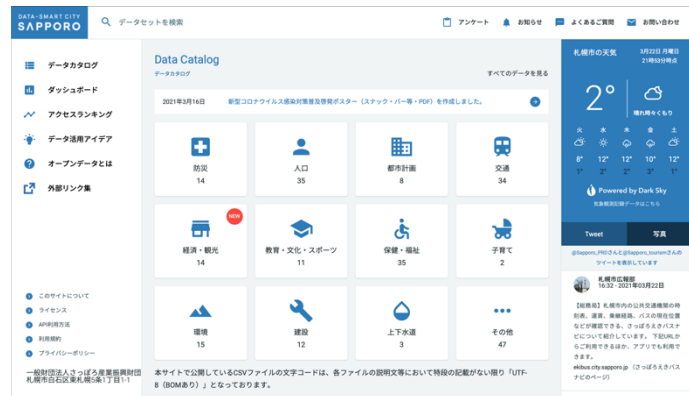 DATA-SMART CITY
SAPPORO
データセットを検索
アンケート
お知らせ
よくあるご質問
お問い合わせ
データカタログ
ダッシュボード
アクセスランキング
データ活用アイデア
オープンデータとは
外部リンク集
このサイトについて
ライセンス
API利用方法
利用規約
プライバシーポリシー
一般財団法人さっぽろ産業振興財団
札幌市白石区東札幌5条1丁目1-1
Data Catalog
データカタログ
すべてのデータを見る
2021年3月16日 新型コロナウイルス感染対策普及啓発ポスター（スナック・バー等・PDF）を作成しました。
防災
14
人口
35
都市計画
8
交通
34
NEW
経済・観光
14
教育・文化・スポーツ
11
保健・福祉
35
子育て
2
環境
15
建設
12
上下水道
3
その他
47
本サイトで公開しているCSVファイルの文字コードは、各ファイルの説明文等において特段の記載がない限り「UTF-
8（BOMあり）」となっております。
札幌市の天気
3月22日 月曜日
21時53分時点
2°
晴れ時々くもり
火 水 木 金 土
8° 12° 12° 10° 12°
1° 2° 2° 3° 1°
Powered by Dark Sky
気象観測記録データはこちら
Tweet
写真
@Sapporo_PRDさんと@sapporo_tourismさんの
ツイートを表示しています
札幌市広報部
16:32 - 2021年03月22日
【総務局】札幌市内の公共交通機関の時
刻表、運賃、乗継経路、バスの現在位置
などが確認できる、さっぽろえきバスナ
ビについて紹介しています。 下記URLか
らご利用できるほか、アプリでも利用で
きます。
ekibus.city.sapporo.jp （さっぽろえきバス
ナビのページ）